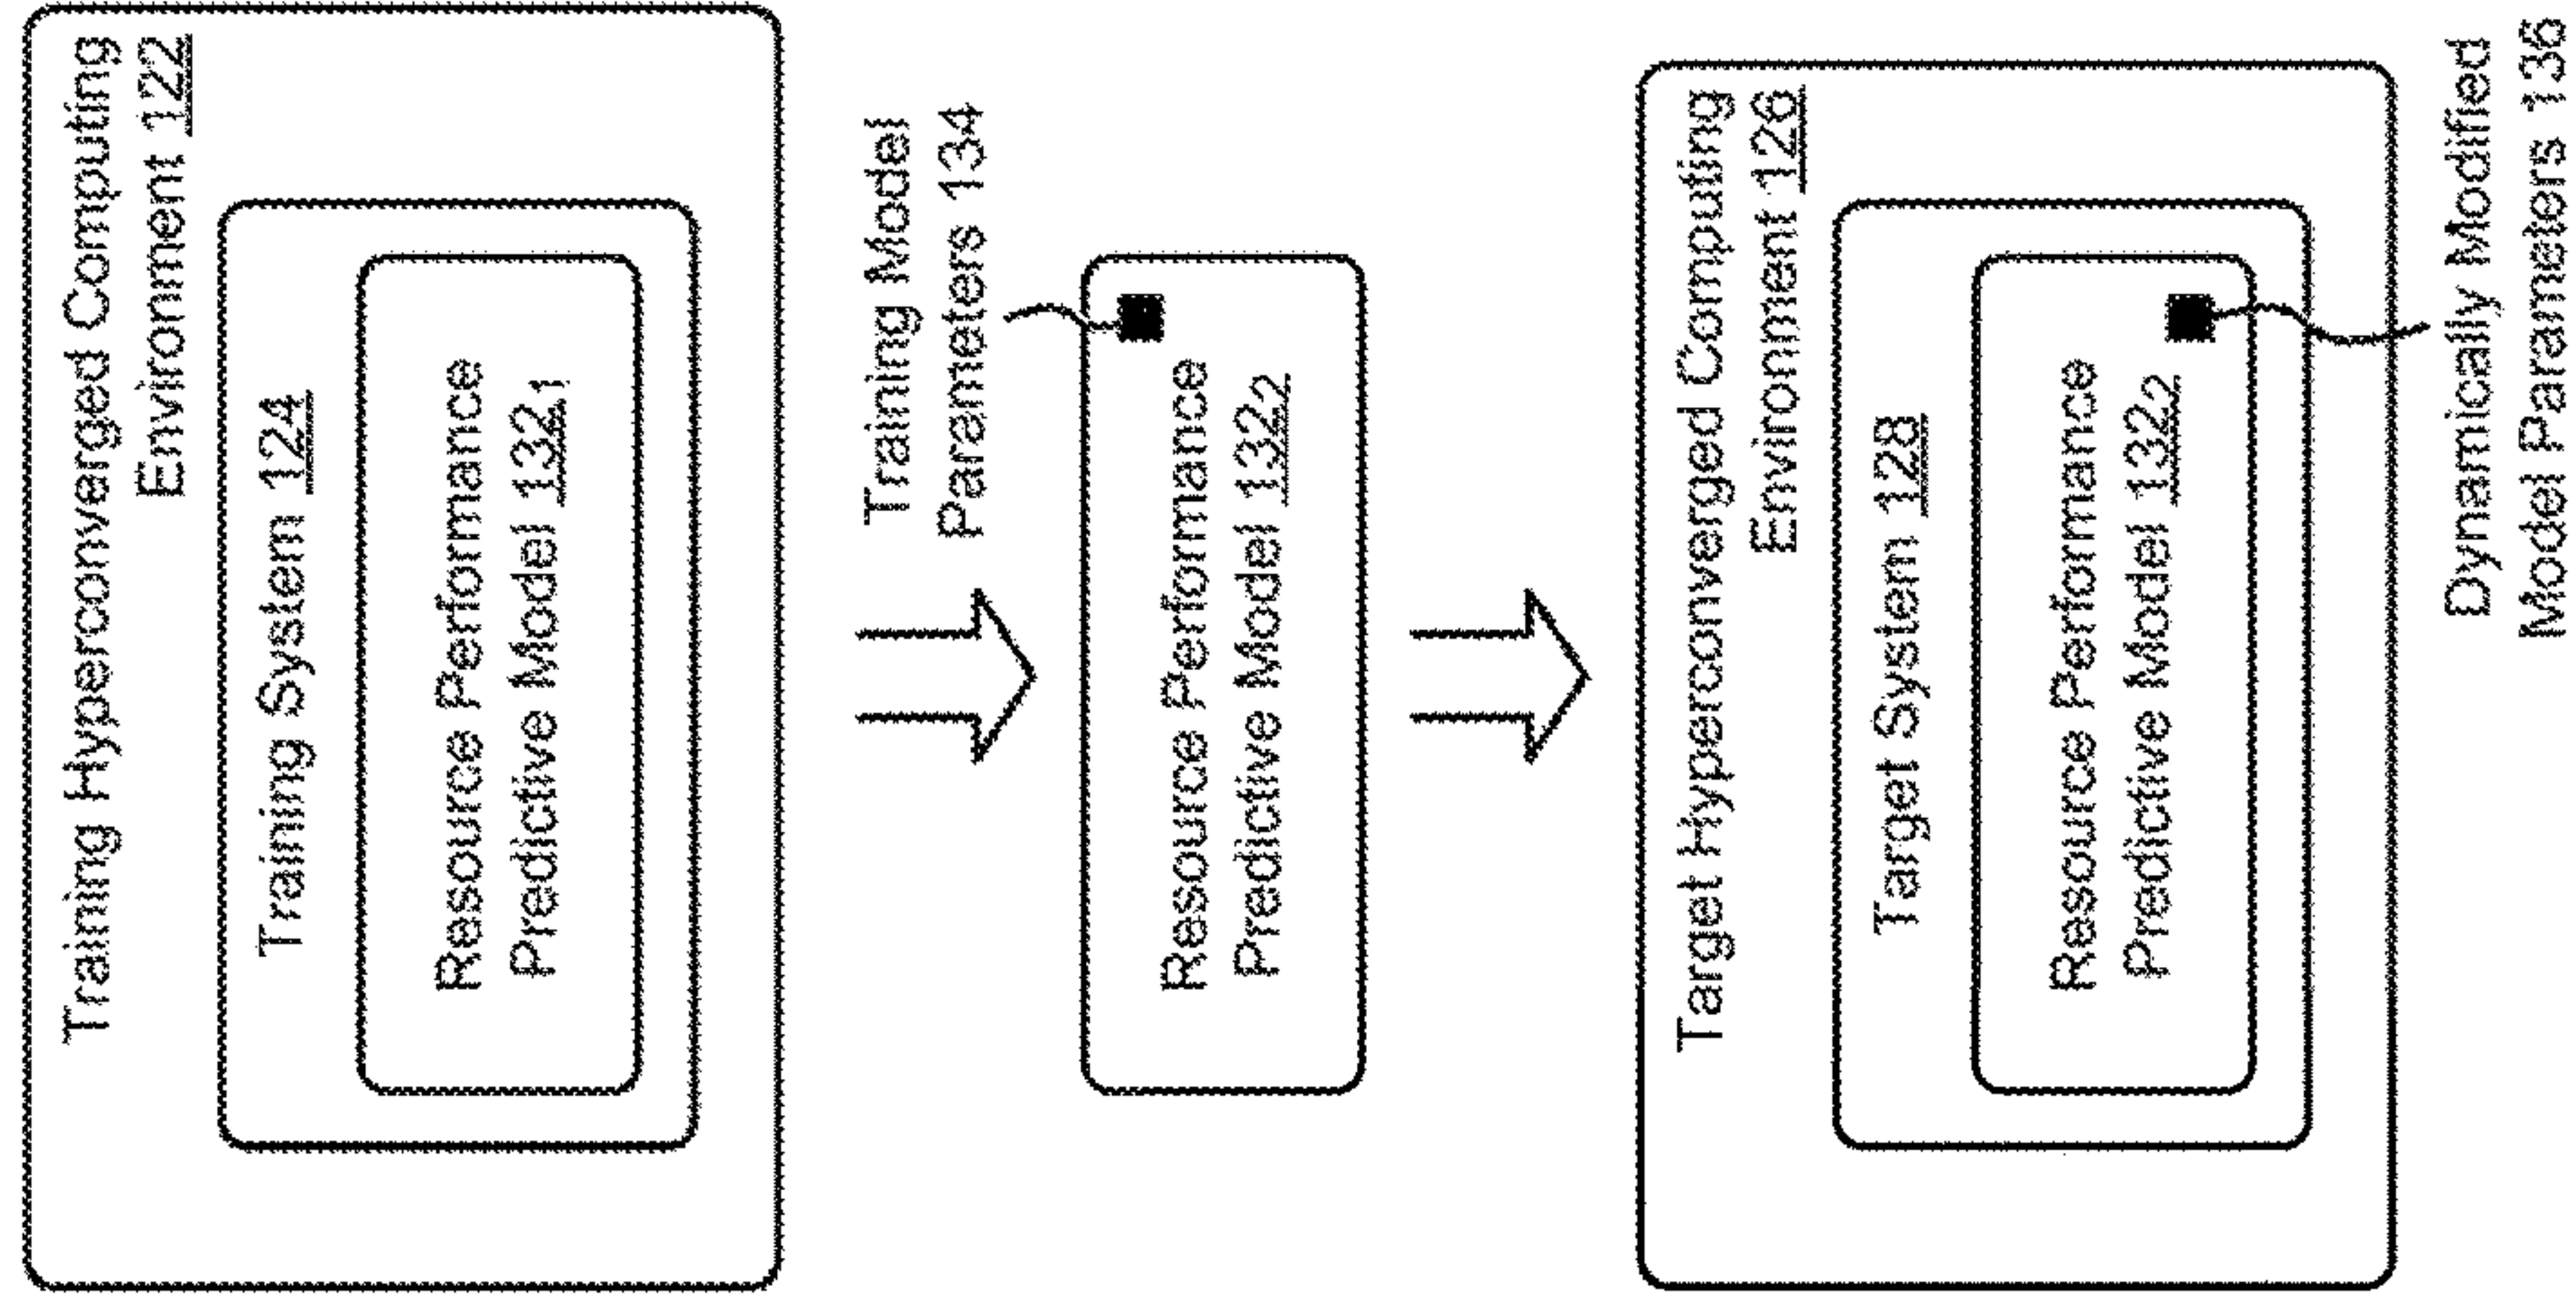 Training Hyperconverged Computing
Environment 122
Training System 124
Resource Performance
Predictive Model 132₁
Training Model
Parameters 134
Resource Performance
Predictive Model 132₂
Target Hyperconverged Computing
Environment 126
Target System 128
Resource Performance
Predictive Model 132₂
Dynamically Modified
Model Parameters 136